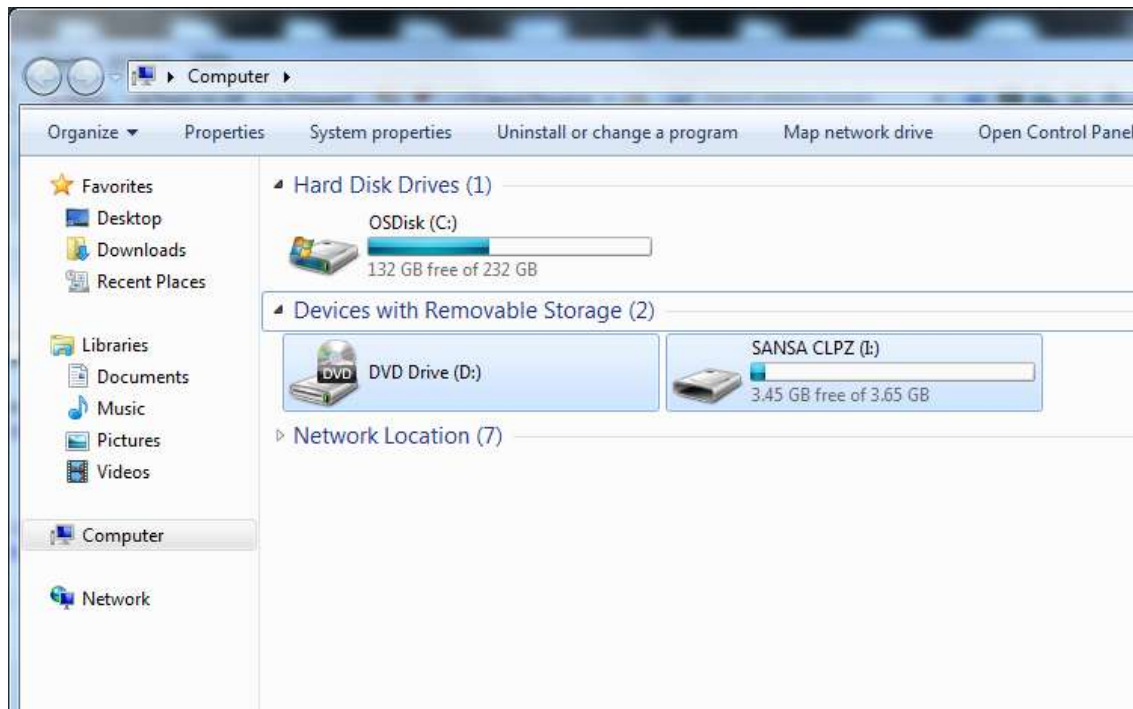 Computer
Organize Properties System properties Uninstall or change a program Map network drive Open Control Panel
Favorites
Desktop
Downloads
Recent Places
Libraries
Documents
Music
Pictures
Videos
Computer
Network
Hard Disk Drives (1)
OSDisk (C:)
132 GB free of 232 GB
Devices with Removable Storage (2)
DVD
DVD Drive (D:)
SANSA CLPZ (I:)
3.45 GB free of 3.65 GB
Network Location (7)